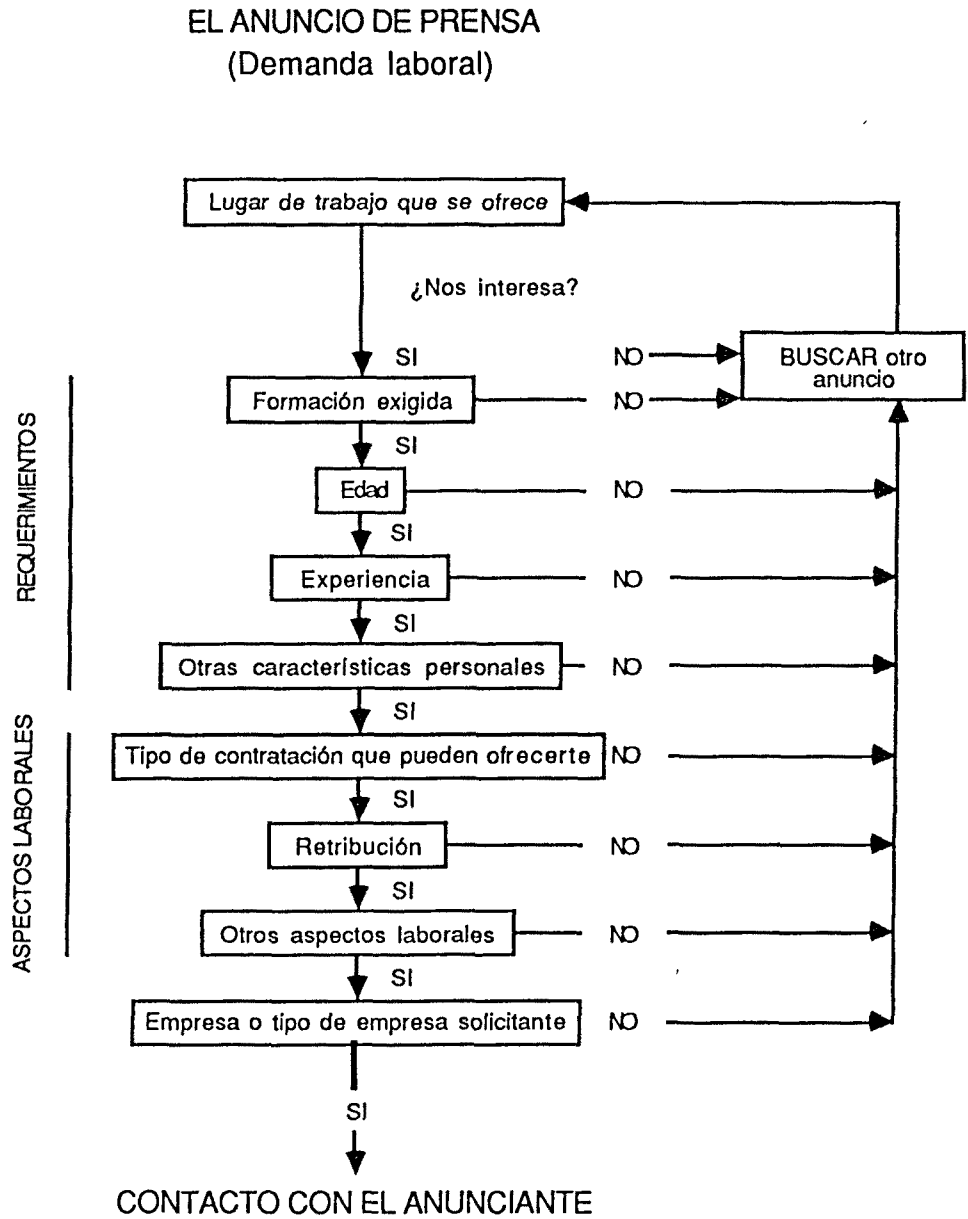 EL ANUNCIO DE PRENSA
(Demanda laboral)
Lugar de trabajo que se ofrece
¿Nos interesa?
SI
NO
BUSCAR otro
anuncio
Formación exigida
NO
SI
Edad
NO
SI
Experiencia
NO
SI
Otras características personales
NO
REQUERIMIENTOS
SI
Tipo de contratación que pueden ofrecerte
NO
SI
Retribución
NO
SI
Otros aspectos laborales
NO
ASPECTOS LABORALES
SI
Empresa o tipo de empresa solicitante
NO
SI
CONTACTO CON EL ANUNCIANTE